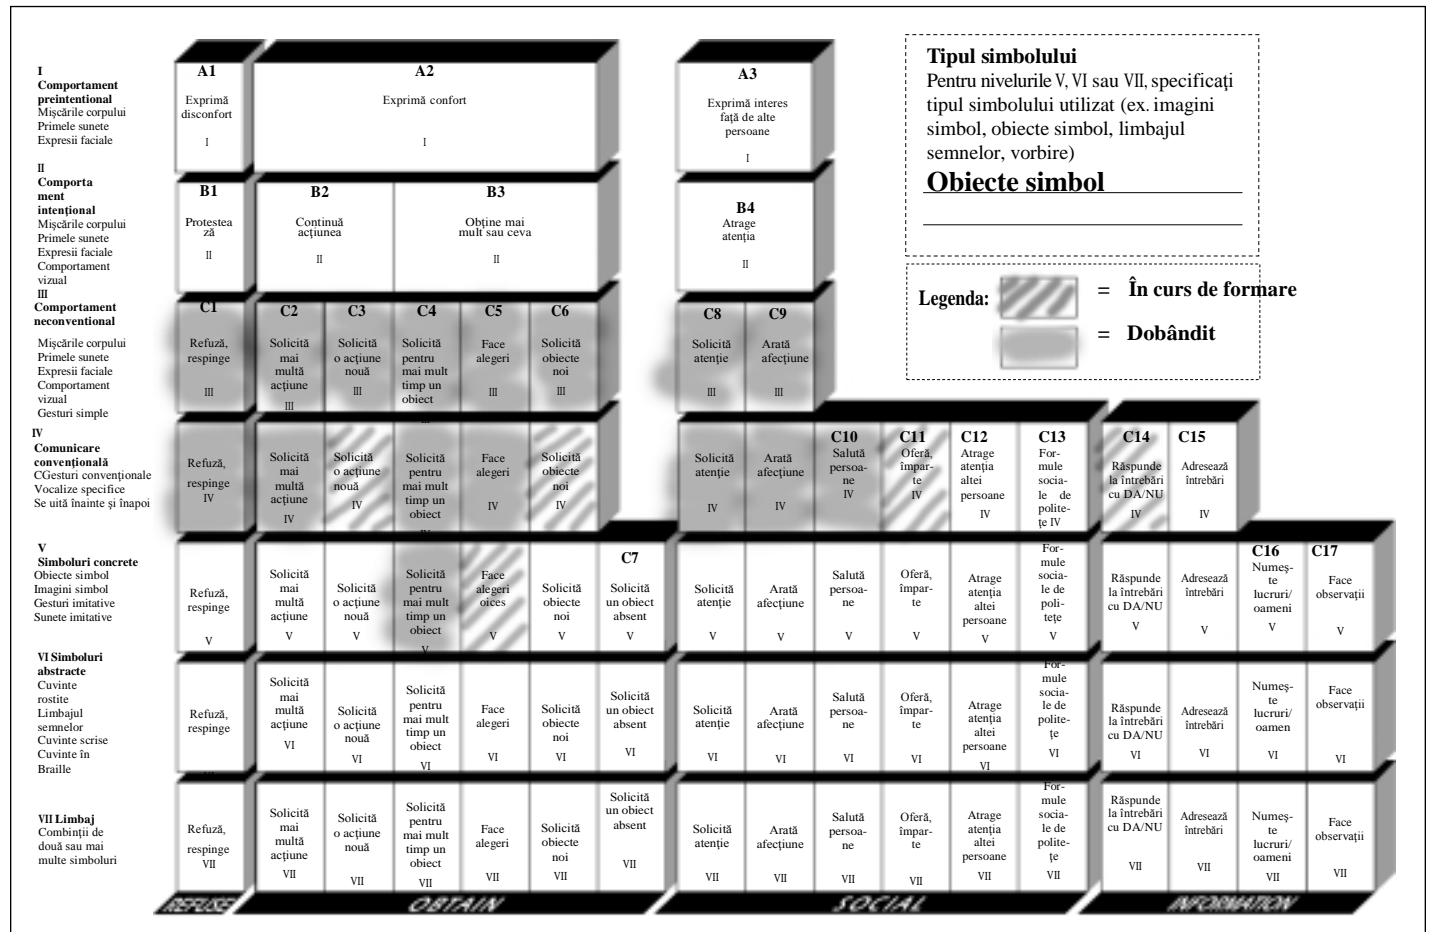 I
Comportament
preintentional
Mișcările corpului
Primele sunete
Expresii faciale
A1
Exprimă
disconfort
I
A2
Exprimă confort
I
A3
Exprimă interes
față de alte
persoane
I
Tipul simbolului
Pentru nivelurile V, VI sau VII, specificați
tipul simbolului utilizat (ex. imagini
simbol, obiecte simbol, limbajul
semnelor, vorbire)
Obiecte simbol
II
Comporta
ment
intențional
Mișcările corpului
Primele sunete
Expresii faciale
Comportament
vizual
B1
Protestea
ză
II
B2
Continuă
acțiunea
II
B3
Obține mai
mult sau ceva
II
B4
Atrage
atenția
II
Legenda:
= În curs de formare
= Dobândit
III
Comportament
neconventional
Mișcările corpului
Primele sunete
Expresii faciale
Comportament
vizual
Gesturi simple
C1
Refuză,
respinge
III
C2
Solicită
mai
multă
acțiune
III
C3
Solicită
o acțiune
nouă
III
C4
Solicită
pentru
mai mult
timp un
obiect
C5
Face
alegeri
III
C6
Solicită
obiecte
noi
III
C8
Solicită
atenție
III
C9
Arată
afecțiune
III
IV
Comunicare
convențională
CGesturi convenționale
Vocalize specifice
Se uită înainte și înapoi
Refuză,
respinge
IV
Solicită
mai
multă
acțiune
IV
Solicită
o acțiune
nouă
IV
Solicită
pentru
mai mult
timp un
obiect
Face
alegeri
IV
Solicită
obiecte
noi
IV
Solicită
atenție
IV
Arată
afecțiune
IV
C10
Salută
persoa-
ne
IV
C11
Oferă,
împar-
te
IV
C12
Atrage
atenția
altei
persoane
IV
C13
For-
mule
socia-
le de
polite-
țe IV
C14
Răspunde
la întrebări
cu DA/NU
IV
C15
Adresează
întrebări
IV
V
Simboluri concrete
Obiecte simbol
Imagini simbol
Gesturi imitative
Sunete imitative
Refuză,
respinge
V
Solicită
mai
multă
acțiune
V
Solicită
o acțiune
nouă
V
Solicită
pentru
mai mult
timp un
obiect
V
Face
alegeri
oices
V
Solicită
obiecte
noi
V
C7
Solicită
un obiect
absent
V
Solicită
atenție
V
Arată
afecțiune
V
Salută
persoa-
ne
V
Oferă,
împar-
te
V
Atrage
atenția
altei
persoane
V
For-
mule
socia-
le de
poli-
tețe
V
Răspunde
la întrebări
cu DA/NU
V
Adresează
întrebări
V
C16
Numeș-
te
lucruri/
oameni
V
C17
Face
observații
V
VI Simboluri
abstracte
Cuvinte
rostite
Limbajul
semnelor
Cuvinte scrise
Cuvinte în
Braille
Refuză,
respinge
Solicită
mai
multă
acțiune
VI
Solicită
o acțiune
nouă
VI
Solicită
pentru
mai mult
timp un
obiect
VI
Face
alegeri
VI
Solicită
obiecte
noi
VI
Solicită
un obiect
absent
VI
Solicită
atenție
VI
Arată
afecțiune
VI
Salută
persoa-
ne
VI
Oferă,
împar-
te
VI
Atrage
atenția
altei
persoane
VI
For-
mule
socia-
le de
polite-
țe
VI
Răspunde
la întrebări
cu DA/NU
VI
Adresează
întrebări
VI
Numeș-
te
lucruri/
oamen
VI
Face
observații
VI
VII Limbaj
Combinții de
două sau mai
multe simboluri
Refuză,
respinge
VII
Solicită
mai
multă
acțiune
VII
Solicită
o acțiune
nouă
VII
Solicită
pentru
mai mult
timp un
obiect
VII
Face
alegeri
VII
Solicită
obiecte
noi
VII
Solicită
un obiect
absent
VII
Solicită
atenție
VII
Arată
afecțiune
VII
Salută
persoa-
ne
VII
Oferă,
împar-
te
VII
Atrage
atenția
altei
persoane
VII
For-
mule
socia-
le de
polite-
țe
VII
Răspunde
la întrebări
cu DA/NU
VII
Adresează
întrebări
VII
Numeș-
te
lucruri/
oameni
VII
Face
observații
VII
REFUSE
OBTAIN
SOCIAL
INFORMATION